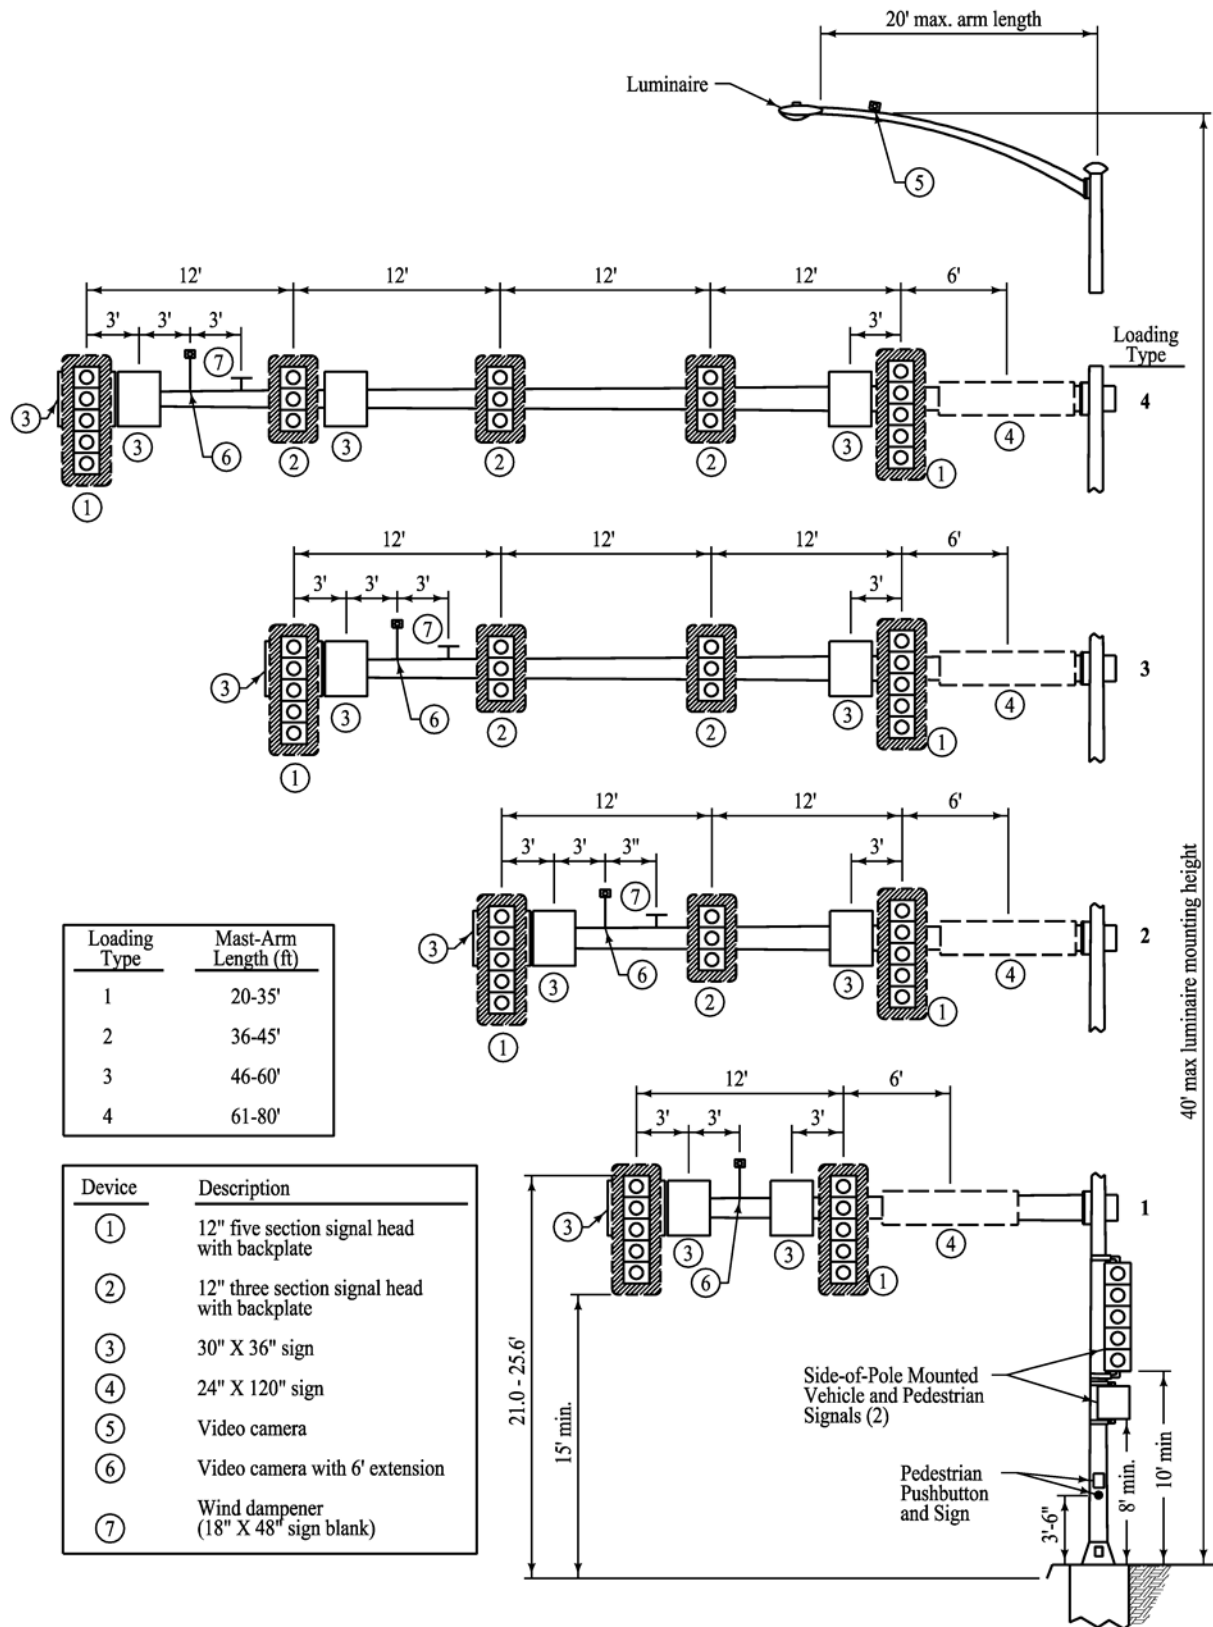 20' max. arm length
Luminaire
5
12' 12' 12' 12' 6'
3' 3' 3' 3'
Loading
Type
7
4
3
3 6 2 3 2 2 3 4
1 1
12' 12' 12' 6'
3' 3' 3' 3'
7
3
3
3 6 2 2 3 4
1 1
12' 12' 6'
3' 3' 3" 3'
7
2
3
3 6 2 3 4
1 1
40' max luminaire mounting height
Loading Mast-Arm
Type Length (ft)
1 20-35'
2 36-45'
3 46-60'
4 61-80'
12' 6'
3' 3' 3'
1
3
3 6 3 1 4
21.0 - 25.6'
15' min.
Device Description
1 12" five section signal head
with backplate
2 12" three section signal head
with backplate
3 30" X 36" sign
4 24" X 120" sign
5 Video camera
6 Video camera with 6' extension
7 Wind dampener
(18" X 48" sign blank)
Side-of-Pole Mounted
Vehicle and Pedestrian
Signals (2)
Pedestrian
Pushbutton
and Sign
3'-6"
8' min.
10' min